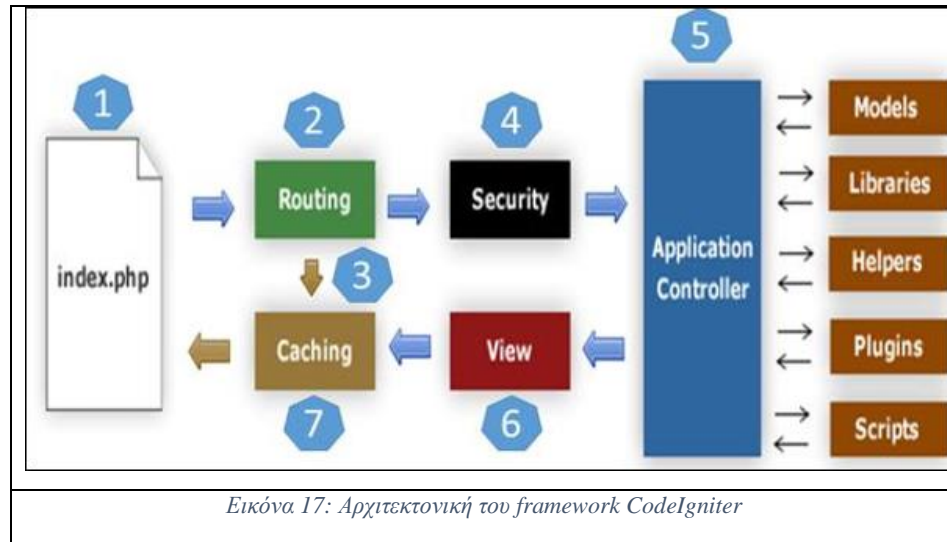 1
2
4
5
index.php
Routing
Security
Application
Controller
Models
Libraries
Helpers
Plugins
Scripts
3
Caching
View
7
6
Εικόνα 17: Αρχιτεκτονική του framework CodeIgniter